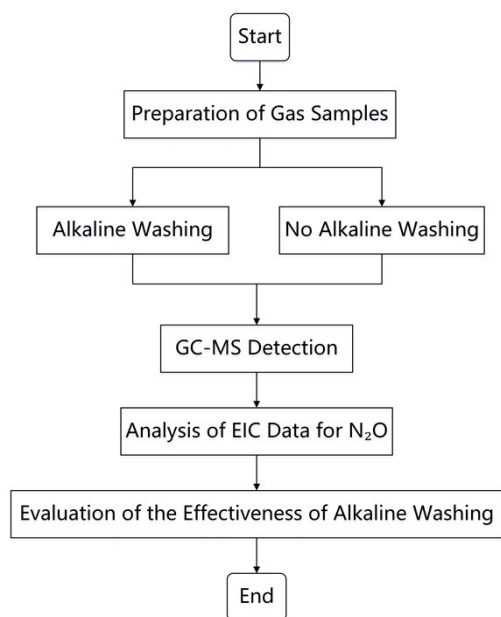 Start
Preparation of Gas Samples
Alkaline Washing
No Alkaline Washing
GC-MS Detection
Analysis of EIC Data for N₂O
Evaluation of the Effectiveness of Alkaline Washing
End